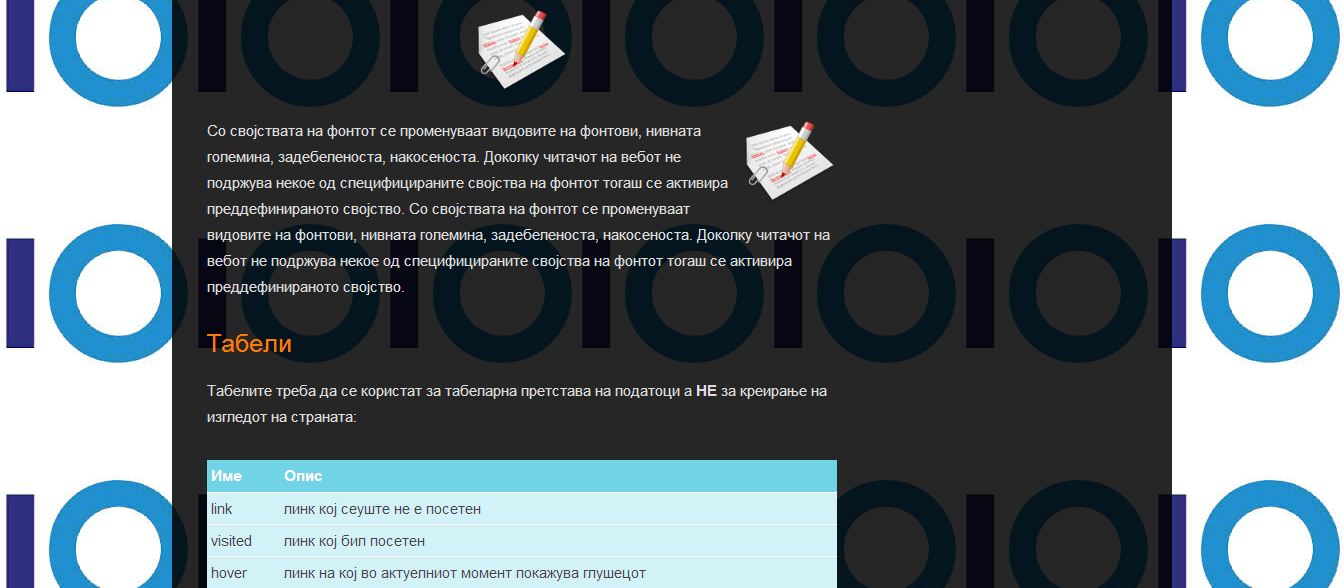 Со својствата на фонтот се променуваат видовите на фонтови, нивната
големина, задебеленоста, накосеноста. Доколку читачот на вебот не
подржува некое од специфицираните својства на фонтот тогаш се активира
преддефинираното својство. Со својствата на фонтот се променуваат
видовите на фонтови, нивната големина, задебеленоста, накосеноста. Доколку читачот на
вебот не подржува некое од специфицираните својства на фонтот тогаш се активира
преддефинираното својство.
Табели
Табелите треба да се користат за табеларна претстава на податоци а НЕ за креирање на
изгледот на страната:
Име Опис
link линк кој сеуште не е посетен
visited линк кој бил посетен
hover линк на кој во актуелниот момент покажува глушецот